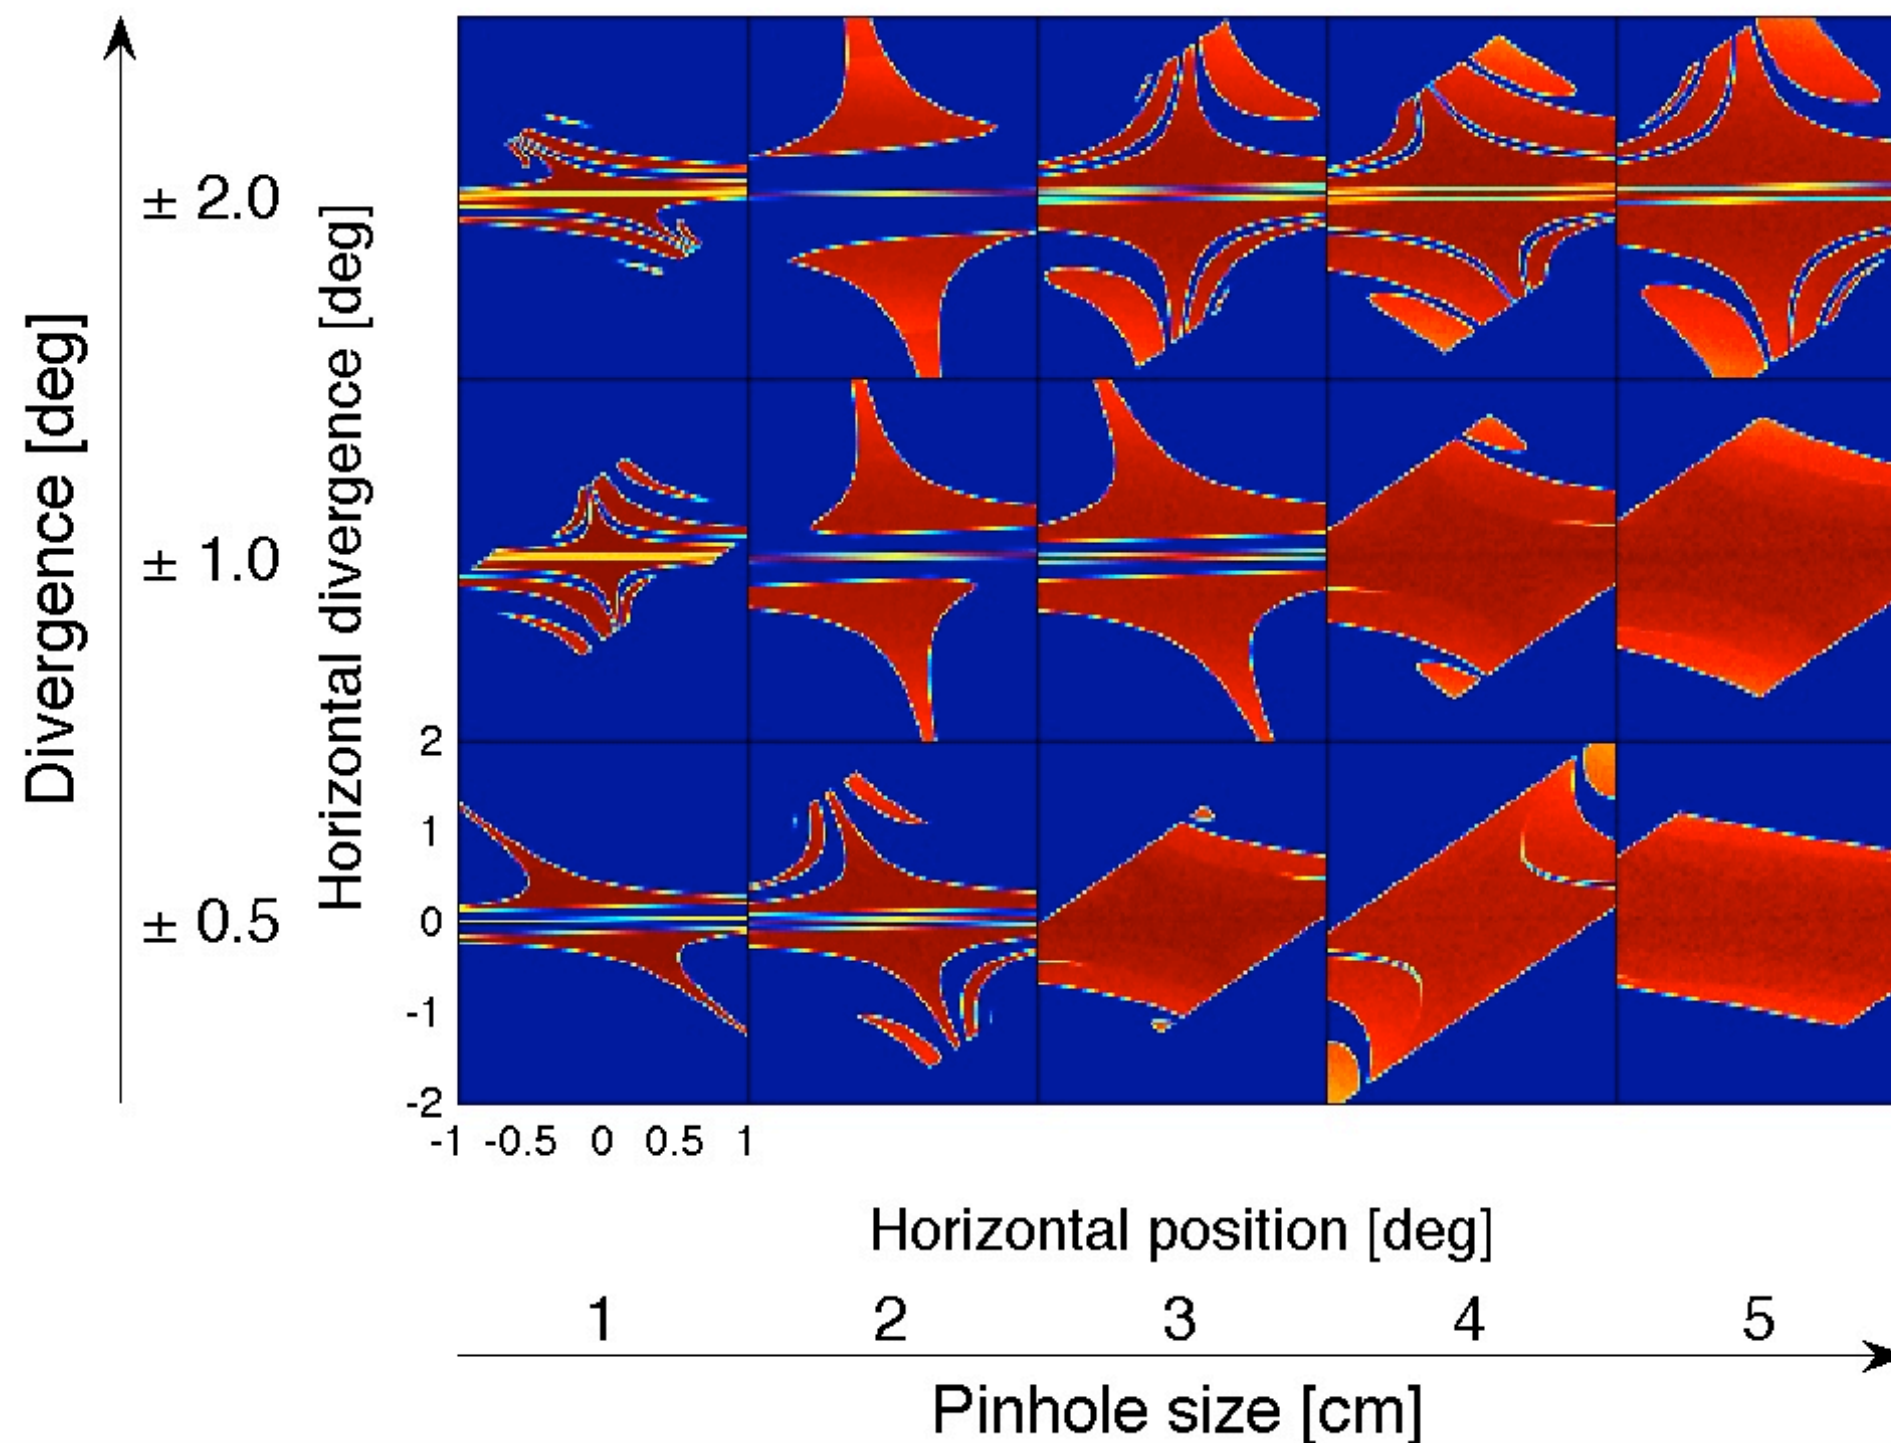 Divergence [deg]
± 2.0
± 1.0
± 0.5
Horizontal divergence [deg]
2
1
0
-1
-2
-1 -0.5 0 0.5 1
Horizontal position [deg]
1 2 3 4 5
Pinhole size [cm]